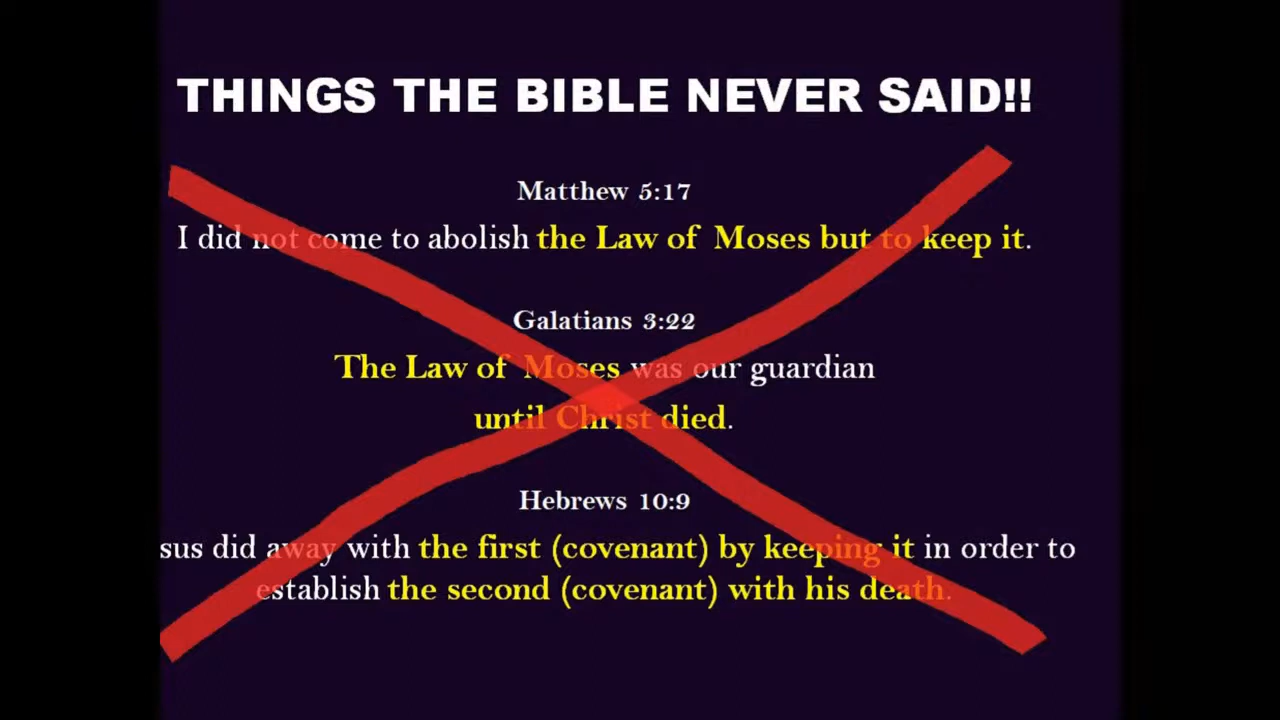 THINGS THE BIBLE NEVER SAID!!
Matthew 5:17
I did not come to abolish the Law of Moses but to keep it.
Galatians 3:22
The Law of Moses was our guardian
until Christ died.
Hebrews 10:9
sus did away with the first (covenant) by keeping it in order to
establish the second (covenant) with his death.